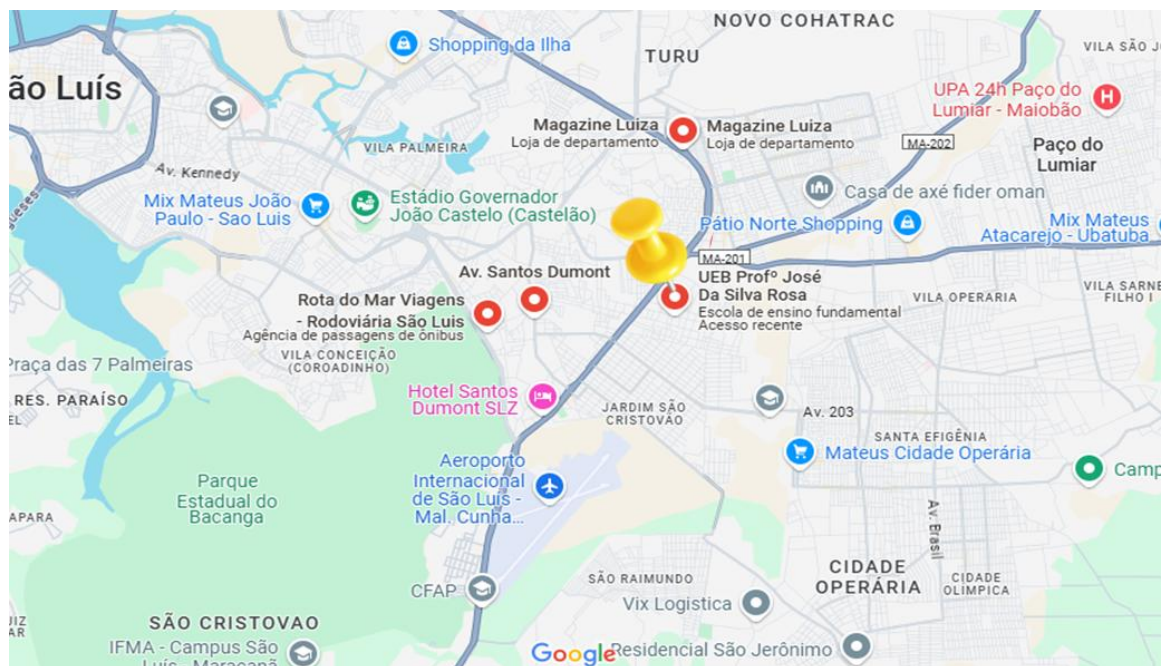 NOVO COHATRAC
Shopping da Ilha
TURU
VILA SÃO J
ão Luís
UPA 24h Paço do
Lumiar - Maiobão
H
Magazine Luiza
Loja de departamento
Magazine Luiza
Loja de departamento
MA-202
Paço do
Lumiar
VILA PALMEIRA
Av. Kennedy
Casa de axé fider oman
Mix Mateus João
Paulo - Sao Luis
Estádio Governador
João Castelo (Castelão)
Pátio Norte Shopping
Mix Mateus
Atacarejo - Ubatuba
MA-201
Av. Santos Dumont
UEB Profº José
Da Silva Rosa
Escola de ensino fundamental
Acesso recente
Rota do Mar Viagens
- Rodoviária São Luis
Agência de passagens de ônibus
VILA OPERARIA
VILA SARNE
FILHO I
VILA CONCEIÇÃO
(COROADINHO)
Praça das 7 Palmeiras
RES. PARAÍSO
EL
Hotel Santos
Dumont SLZ
JARDIM SÃO
CRISTOVÃO
Av. 203
SANTA EFIGÊNIA
Mateus Cidade Operária
Aeroporto
Internacional
de São Luís -
Mal. Cunha...
Camp
Parque
Estadual do
Bacanga
APARA
Av. Brasil
SÃO RAIMUNDO
CIDADE
OPERÁRIA
CIDADE
OLIMPICA
CFAP
Vix Logistica
SÃO CRISTOVAO
IFMA - Campus São
Luís - Maracanã
Google
Residencial São Jerônimo